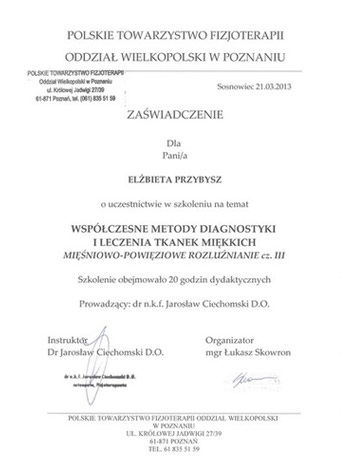 POLSKIE TOWARZYSTWO FIZJOTERAPII
ODDZIAŁ WIELKOPOLSKI W POZNANIU
POLSKIE TOWARZYSTWO FIZJOTERAPII
Oddział Wielkopolski w Poznaniu
ul. Królowej Jadwigi 27/39
61-871 Poznań, tel. (061) 835 51 59
Sosnowiec 21.03.2013
ZAŚWIADCZENIE
Dla
Pani/a
ELŻBIETA PRZYBYSZ
o uczestnictwie w szkoleniu na temat
WSPÓŁCZESNE METODY DIAGNOSTYKI
I LECZENIA TKANEK MIĘKKICH
MIĘŚNIOWO-POWIĘZIOWE ROZLUŹNIANIE cz. III
Szkolenie obejmowało 20 godzin dydaktycznych
Prowadzący: dr n.k.f. Jarosław Ciechomski D.O.
Instruktor
Dr Jarosław Ciechomski D.O.
Organizator
mgr Łukasz Skowron
dr n.k.f. Jarosław Ciechomski D.O.
POLSKIE TOWARZYSTWO FIZJOTERAPII ODDZIAŁ WIELKOPOLSKI
W POZNANIU
UL. KRÓLOWEJ JADWIGI 27/39
61-871 POZNAŃ
TEL. 61 835 51 59